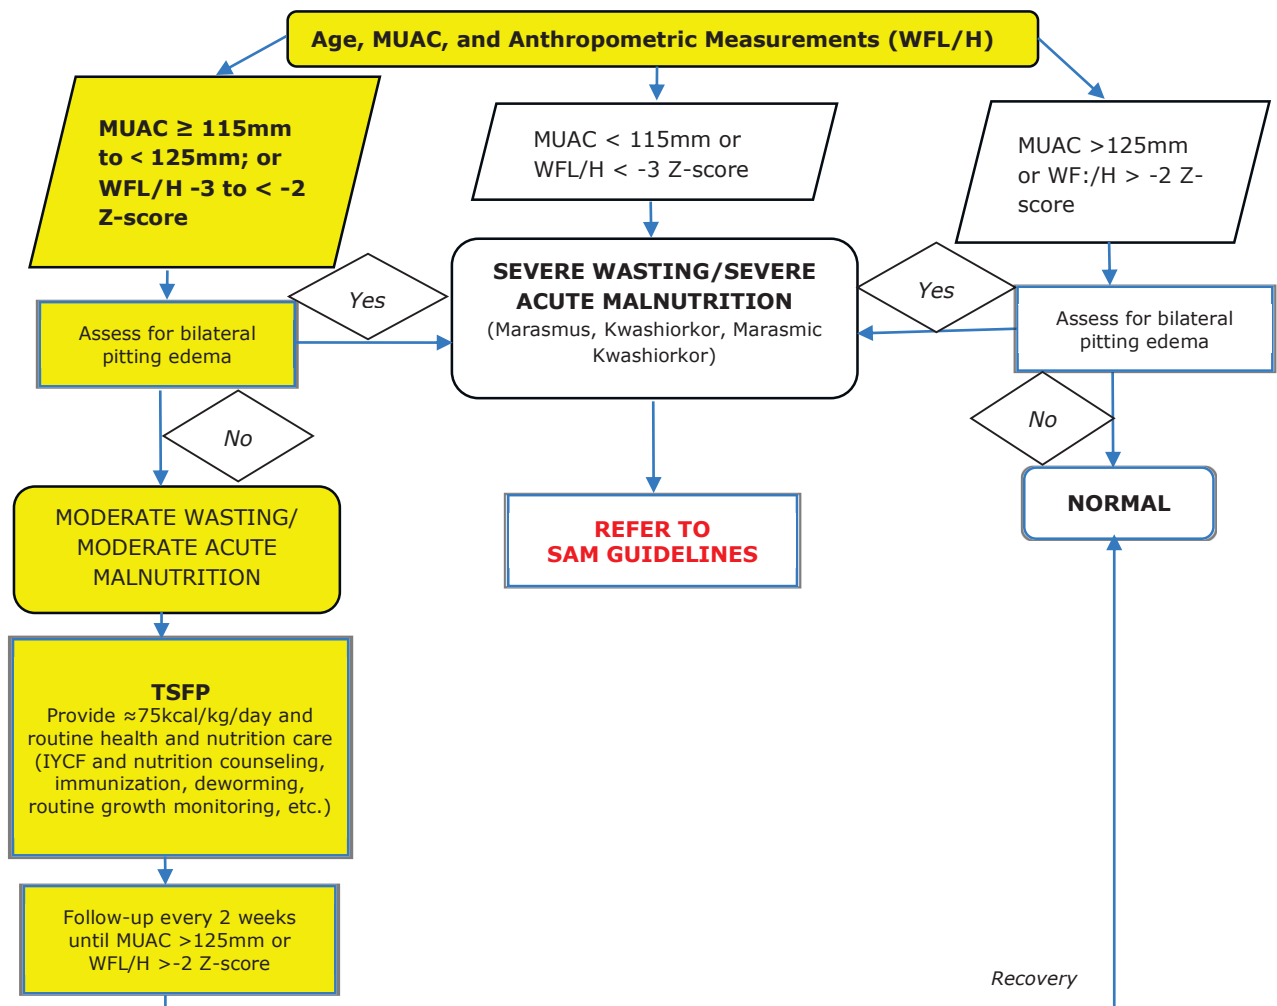 Age, MUAC, and Anthropometric Measurements (WFL/H)
MUAC ≥ 115mm
to < 125mm; or
WFL/H -3 to < -2
Z-score
MUAC < 115mm or
WFL/H < -3 Z-score
MUAC >125mm
or WF:/H > -2 Z-
score
Yes
SEVERE WASTING/SEVERE
ACUTE MALNUTRITION
(Marasmus, Kwashiorkor, Marasmic
Kwashiorkor)
Yes
Assess for bilateral
pitting edema
Assess for bilateral
pitting edema
No
No
MODERATE WASTING/
MODERATE ACUTE
MALNUTRITION
REFER TO
SAM GUIDELINES
NORMAL
TSFP
Provide ≈75kcal/kg/day and
routine health and nutrition care
(IYCF and nutrition counseling,
immunization, deworming,
routine growth monitoring, etc.)
Follow-up every 2 weeks
until MUAC >125mm or
WFL/H >-2 Z-score
Recovery